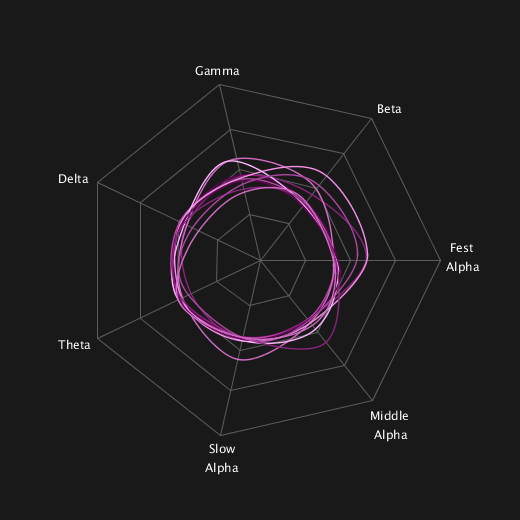 Gamma
Beta
Delta
Fest
Alpha
Theta
Middle
Alpha
Slow
Alpha